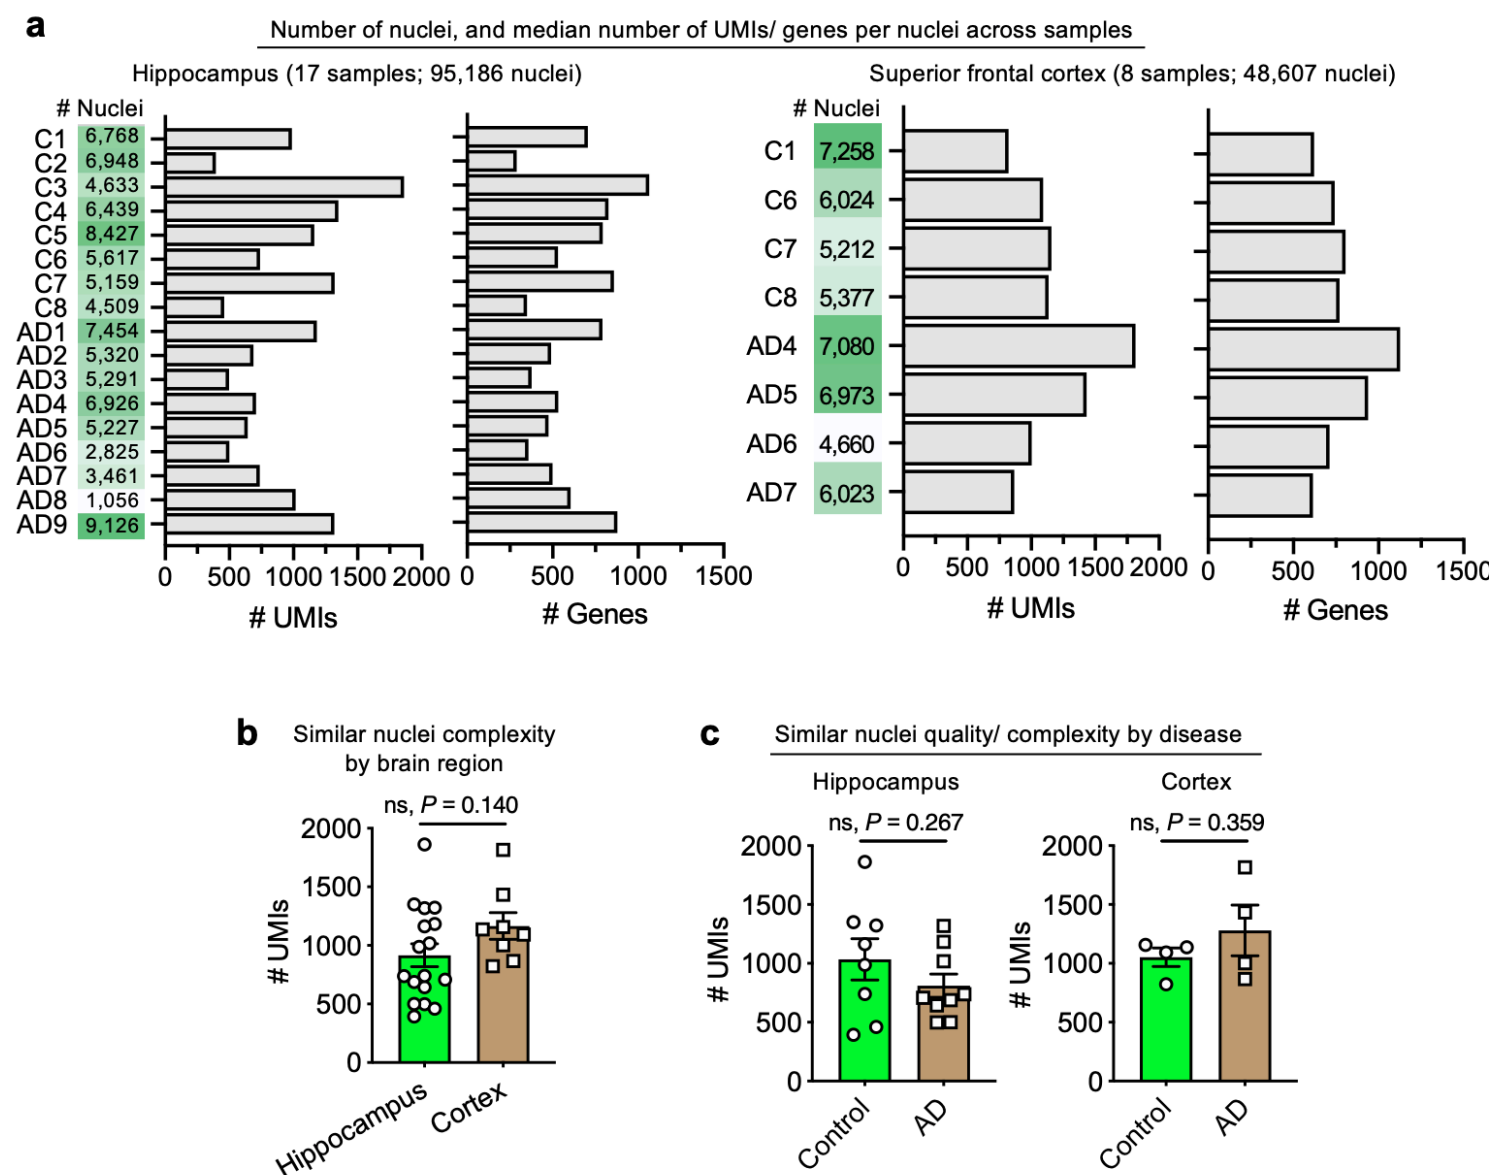 a
Number of nuclei, and median number of UMIs/ genes per nuclei across samples
Hippocampus (17 samples; 95,186 nuclei)
# Nuclei
C1 6,768
C2 6,948
C3 4,633
C4 6,439
C5 8,427
C6 5,617
C7 5,159
C8 4,509
AD1 7,454
AD2 5,320
AD3 5,291
AD4 6,926
AD5 5,227
AD6 2,825
AD7 3,461
AD8 1,056
AD9 9,126
0 500 1000 1500 2000
# UMIs
0 500 1000 1500
# Genes
Superior frontal cortex (8 samples; 48,607 nuclei)
# Nuclei
C1 7,258
C6 6,024
C7 5,212
C8 5,377
AD4 7,080
AD5 6,973
AD6 4,660
AD7 6,023
0 500 1000 1500 2000
# UMIs
0 500 1000 1500
# Genes
b
Similar nuclei complexity
by brain region
ns, P = 0.140
2000
1500
1000
500
0
# UMIs
Hippocampus
Cortex
c
Similar nuclei quality/ complexity by disease
Hippocampus
ns, P = 0.267
2000
1500
1000
500
0
# UMIs
Control
AD
Cortex
ns, P = 0.359
2000
1500
1000
500
0
# UMIs
Control
AD